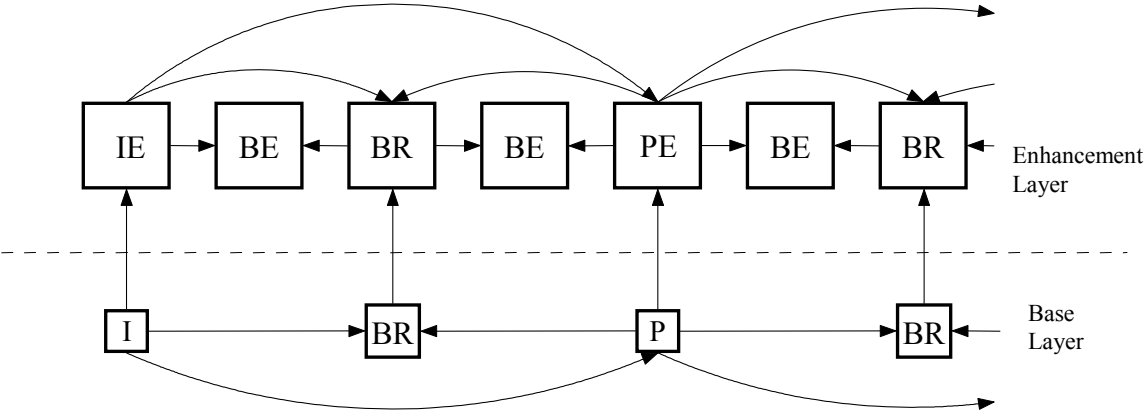 IE BE BR BE PE BE BR
Enhancement
Layer
I BR P BR
Base
Layer